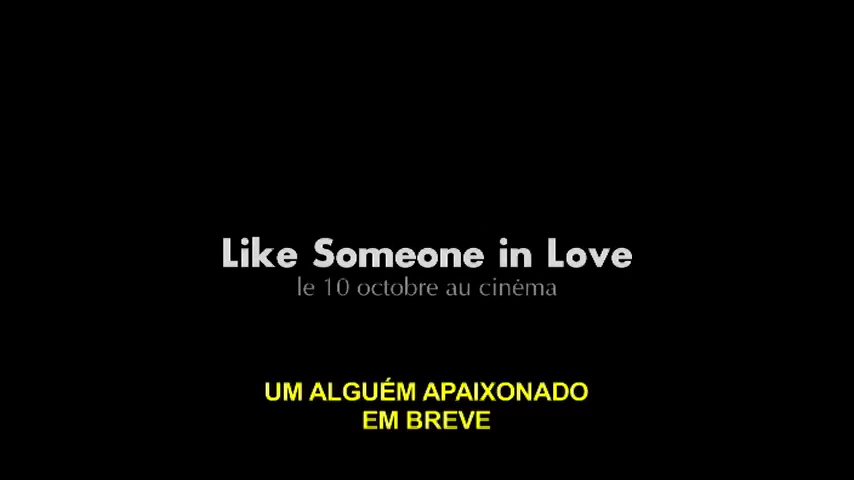 Like Someone in Love
le 10 octobre au cinéma
UM ALGUÉM APAIXONADO
EM BREVE